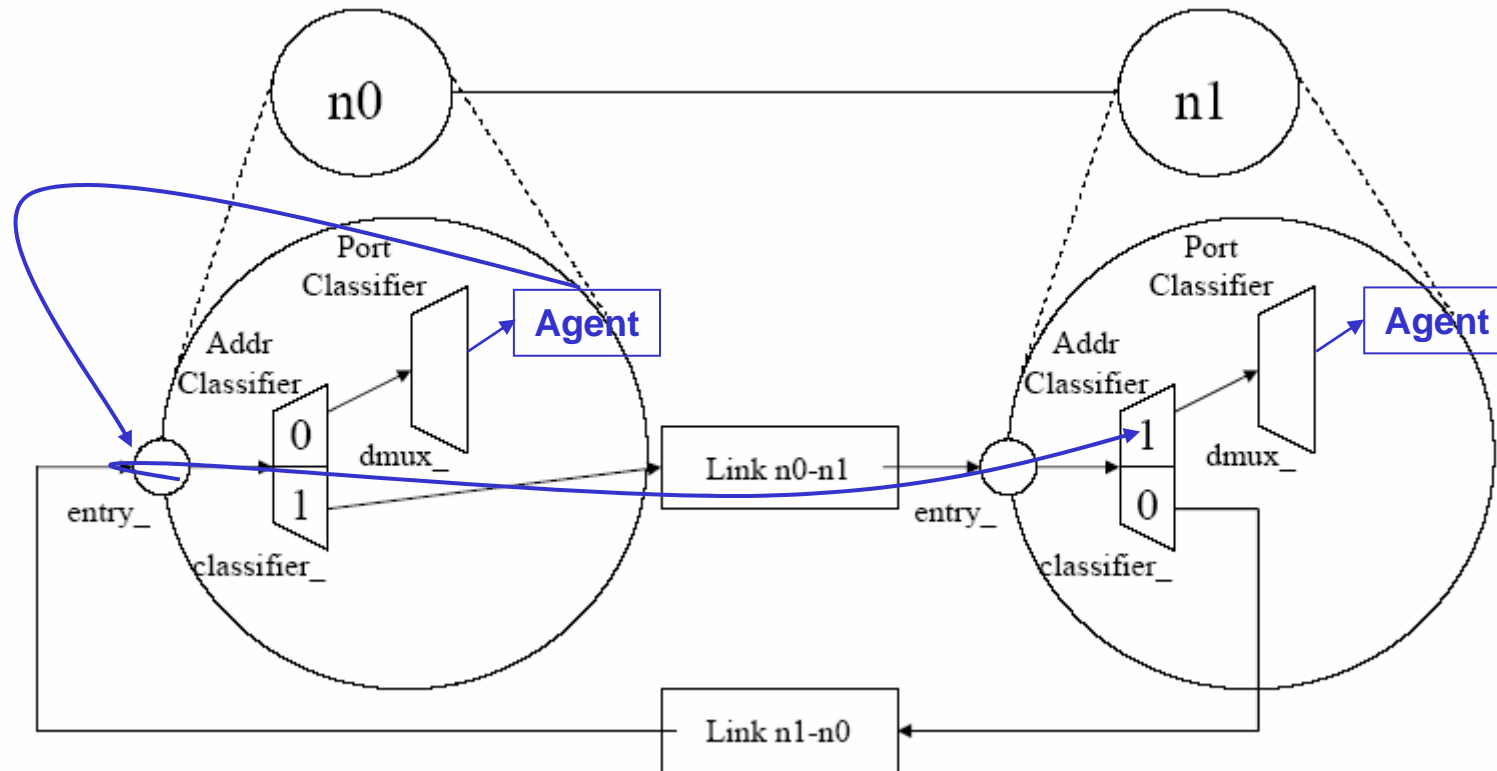 n0
n1
Port
Classifier
Agent
Addr
Classifier
0
1
dmux_
entry_
classifier_
Link n0-n1
Port
Classifier
Agent
Addr
Classifier
1
0
dmux_
entry_
classifier_
Link n1-n0